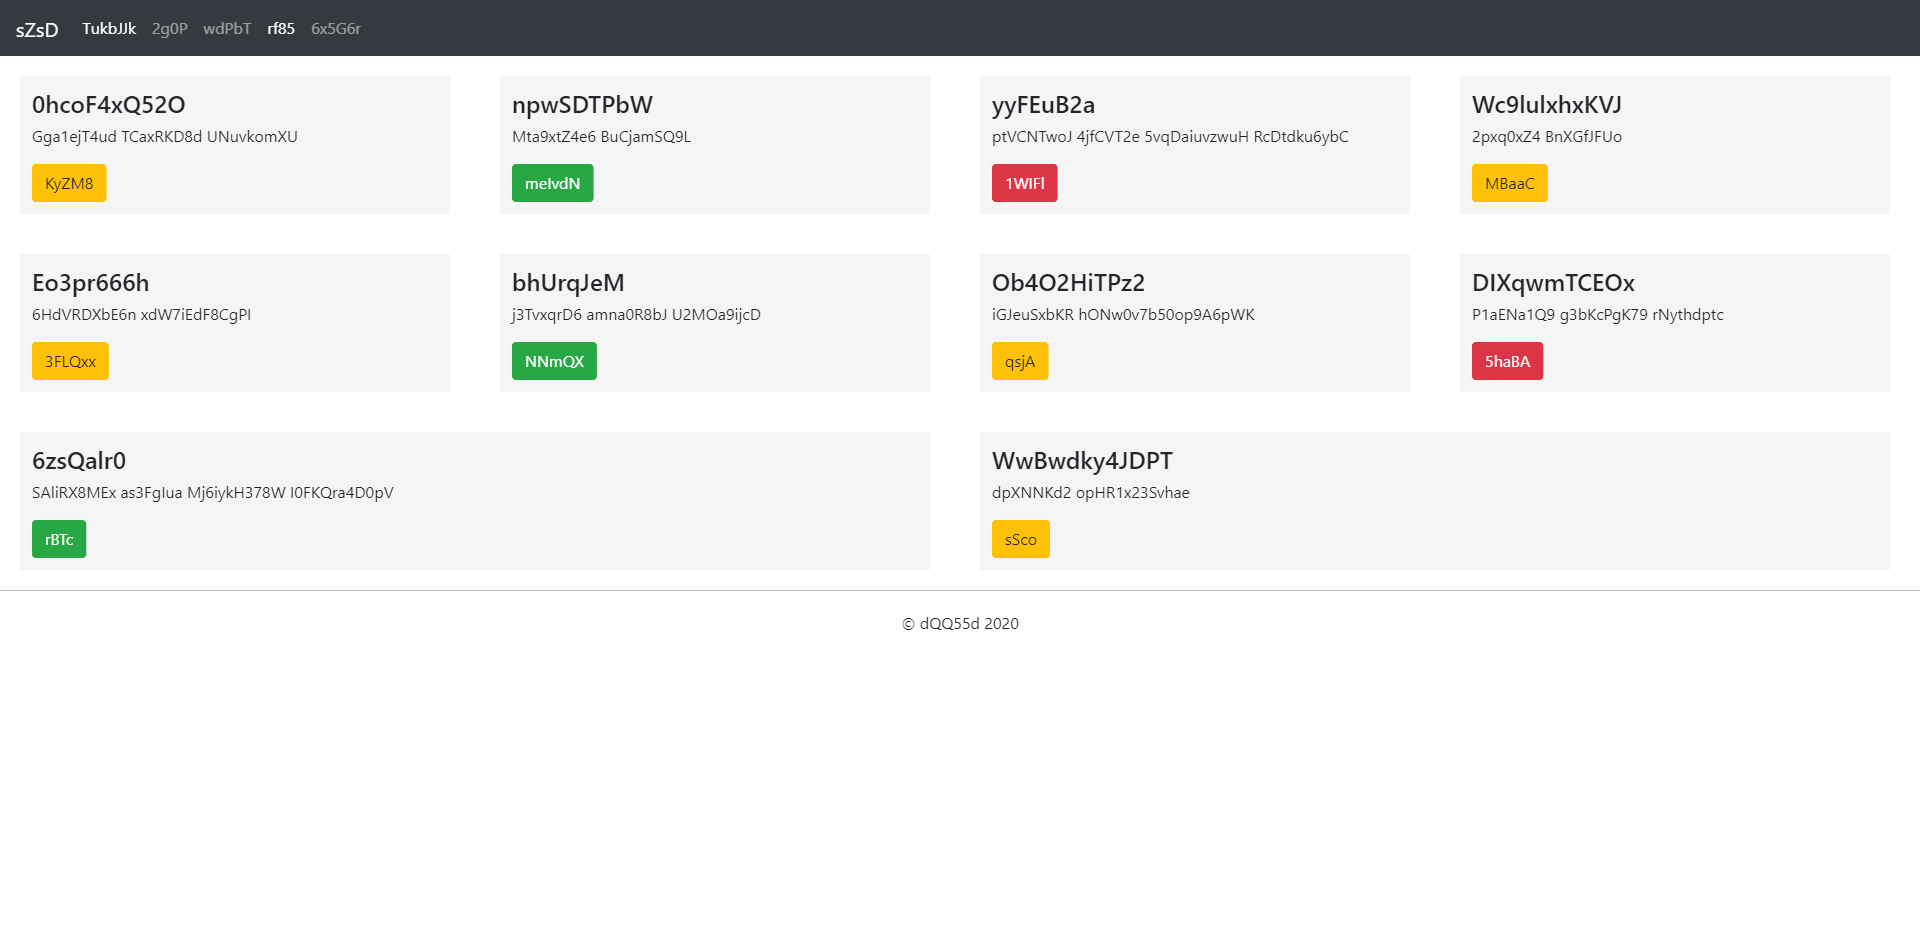 sZsD TukbJJk 2g0P wdPbT rf85 6x5G6r
0hcoF4xQ52O
Gga1ejT4ud TCaxRKD8d UNuvkomXU
KyZM8
npwSDTPbW
Mta9xtZ4e6 BuCjamSQ9L
melvdN
yyFEuB2a
ptVCNTwoJ 4jfCVT2e 5vqDaiuvzwuH RcDtdku6ybC
1WIFl
Wc9lulxhxKVJ
2pxq0xZ4 BnXGfJFUo
MBaaC
Eo3pr666h
6HdVRDXbE6n xdW7iEdF8CgPI
3FLQxx
bhUrqJeM
j3TvxqrD6 amna0R8bJ U2MOa9ijcD
NNmQX
Ob4O2HiTPz2
iGJeuSxbKR hONw0v7b50op9A6pWK
qsjA
DIXqwmTCEOx
P1aENa1Q9 g3bKcPgK79 rNythdptc
5haBA
6zsQalr0
SAliRX8MEx as3FgIua Mj6iykH378W I0FKQra4D0pV
rBTc
WwBwdky4JDPT
dpXNNKd2 opHR1x23Svhae
sSco
© dQQ55d 2020